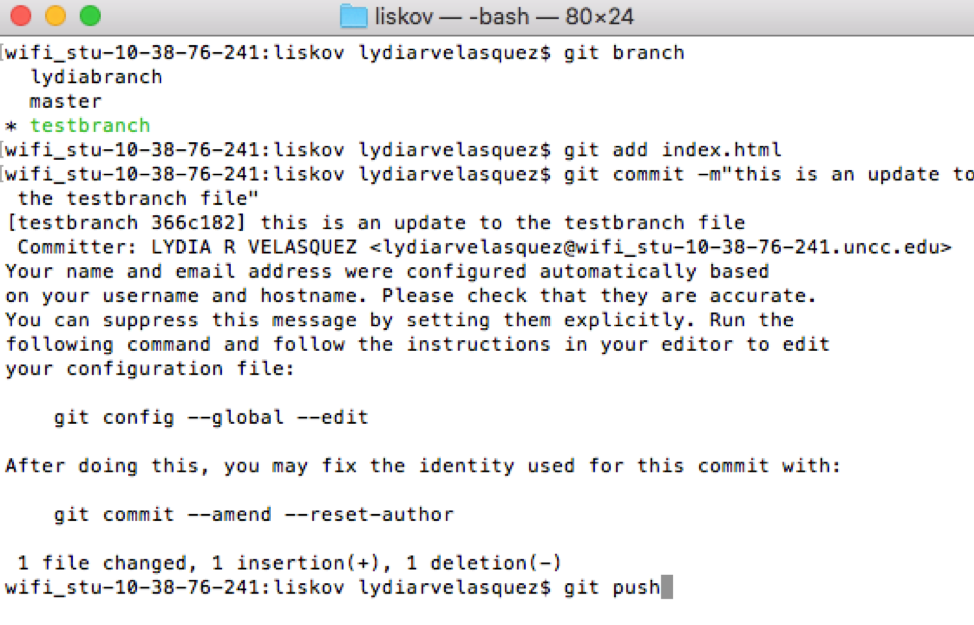 liskov — -bash — 80×24
[wifi_stu-10-38-76-241:liskov lydiarvelasquez$ git branch
  lydiabranch
  master
* testbranch
[wifi_stu-10-38-76-241:liskov lydiarvelasquez$ git add index.html
[wifi_stu-10-38-76-241:liskov lydiarvelasquez$ git commit -m"this is an update to
 the testbranch file"
[testbranch 366c182] this is an update to the testbranch file
 Committer: LYDIA R VELASQUEZ <lydiarvelasquez@wifi_stu-10-38-76-241.uncc.edu>
Your name and email address were configured automatically based
on your username and hostname. Please check that they are accurate.
You can suppress this message by setting them explicitly. Run the
following command and follow the instructions in your editor to edit
your configuration file:
    git config --global --edit
After doing this, you may fix the identity used for this commit with:
    git commit --amend --reset-author
 1 file changed, 1 insertion(+), 1 deletion(-)
wifi_stu-10-38-76-241:liskov lydiarvelasquez$ git push